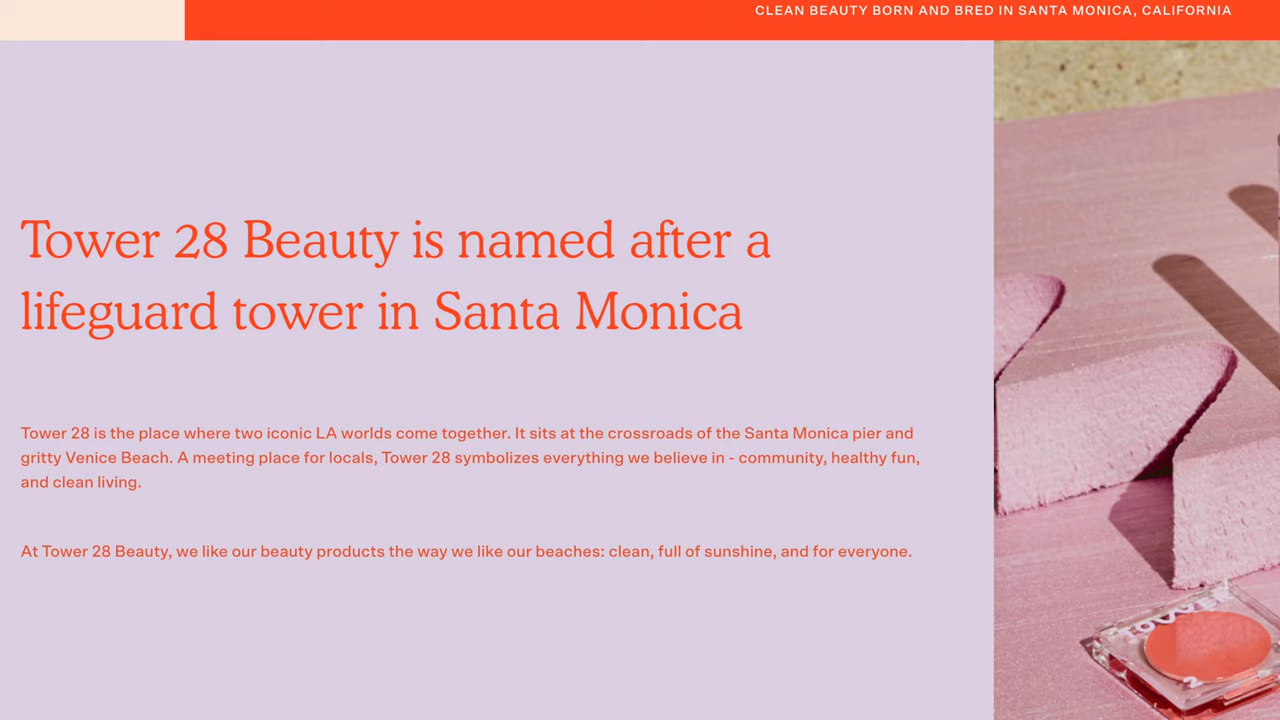 CLEAN BEAUTY BORN AND BRED IN SANTA MONICA, CALIFORNIA
Tower 28 Beauty is named after a
lifeguard tower in Santa Monica
Tower 28 is the place where two iconic LA worlds come together. It sits at the crossroads of the Santa Monica pier and
gritty Venice Beach. A meeting place for locals, Tower 28 symbolizes everything we believe in - community, healthy fun,
and clean living.
At Tower 28 Beauty, we like our beauty products the way we like our beaches: clean, full of sunshine, and for everyone.
TOWER
2